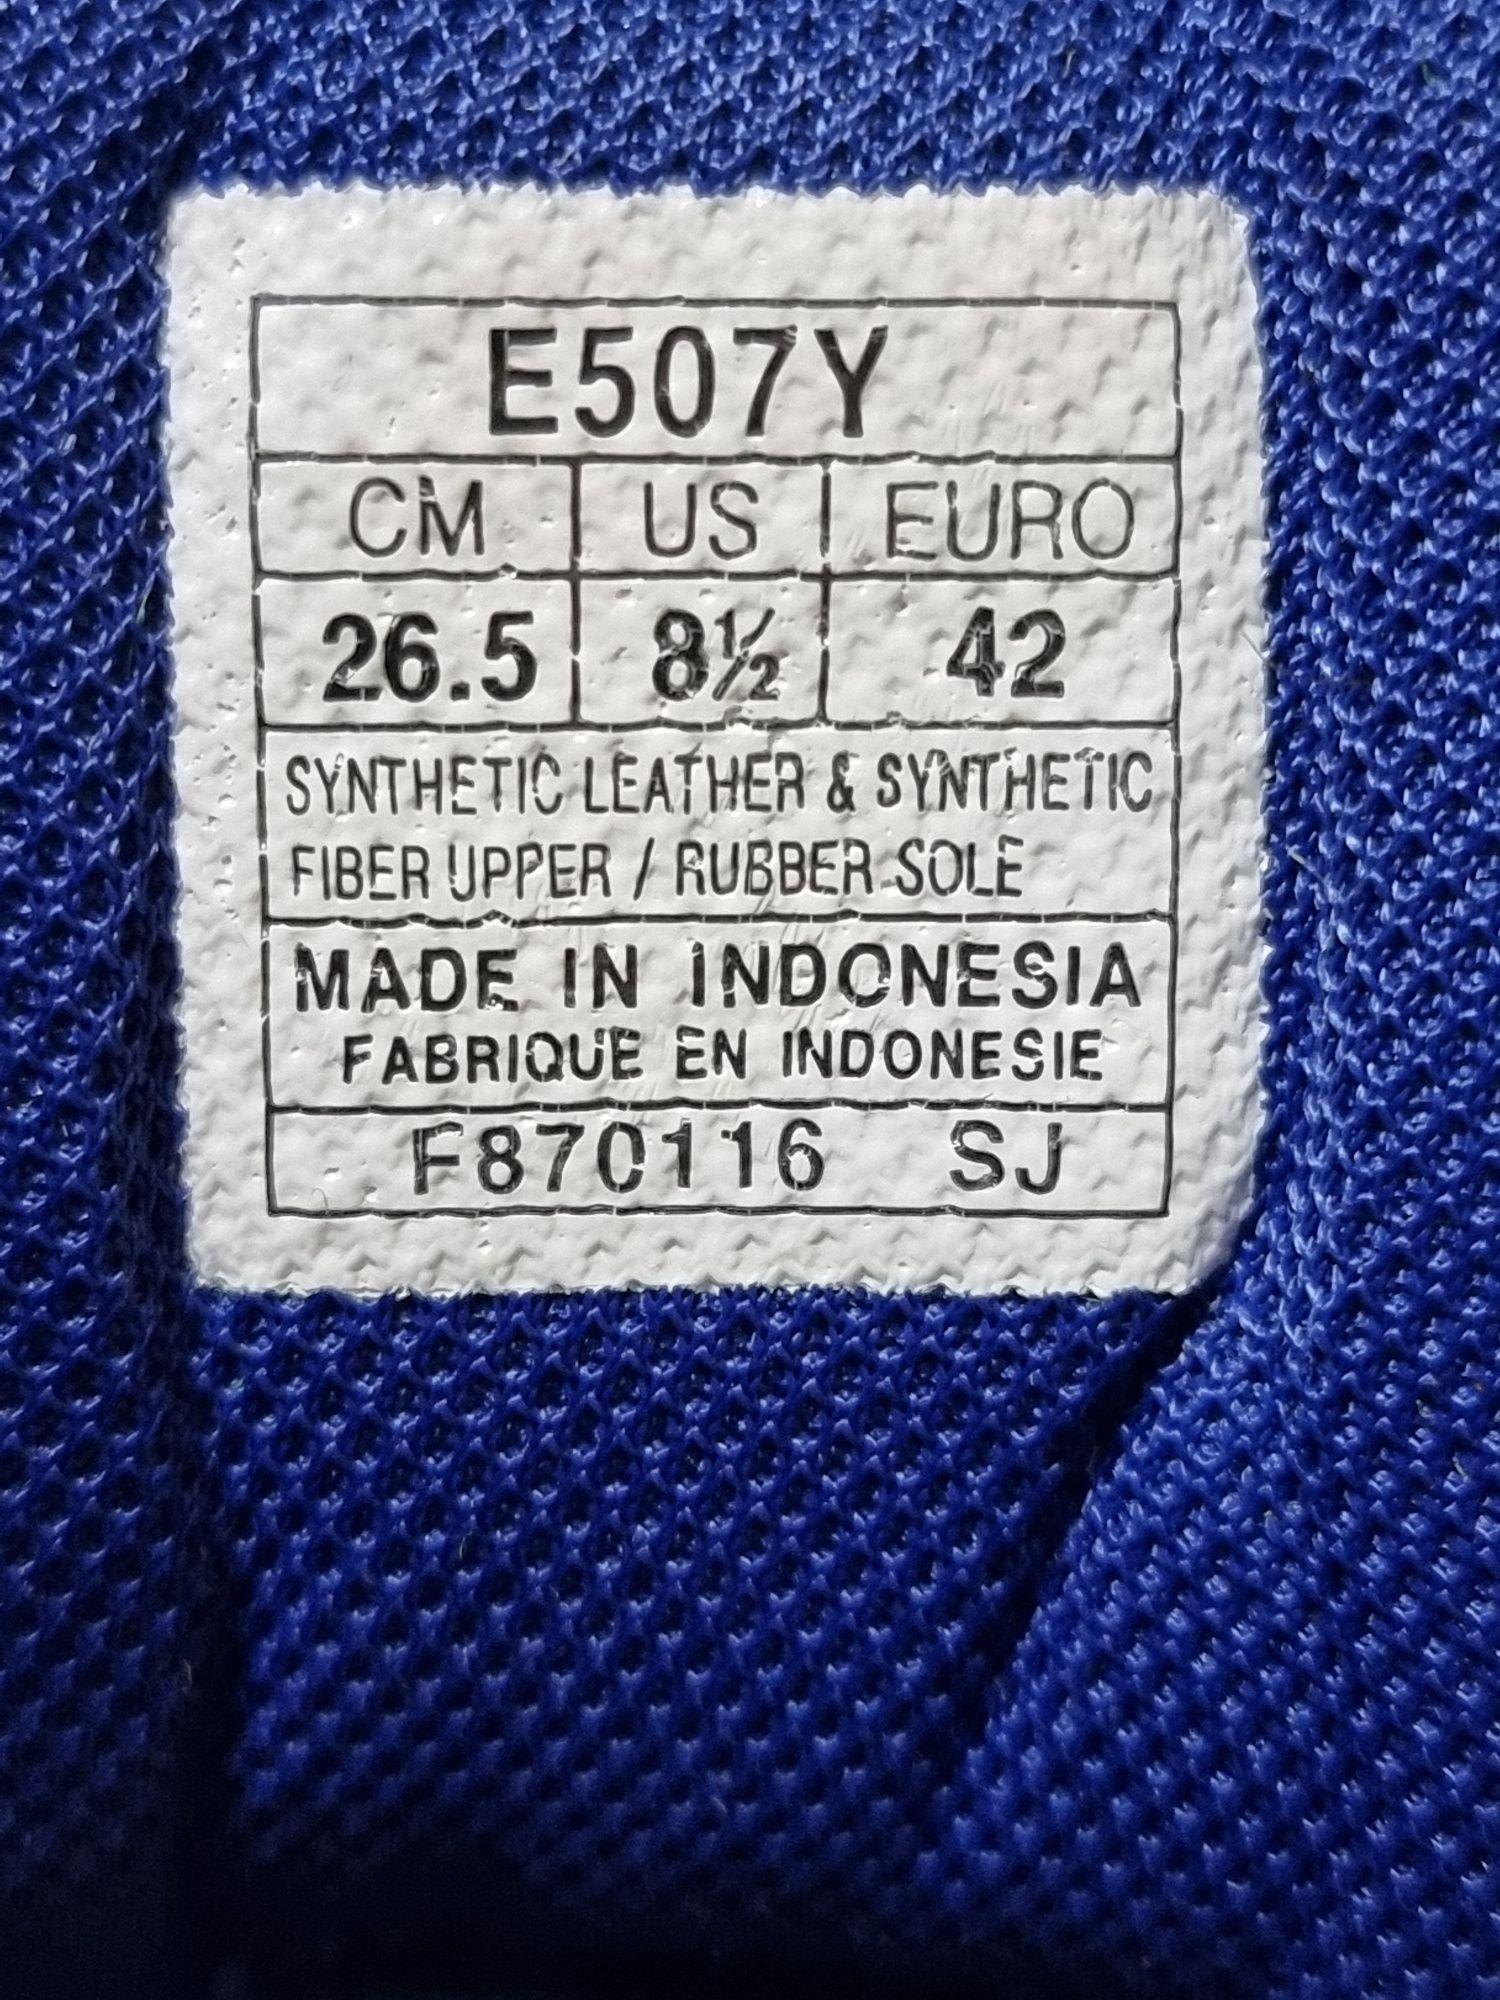 E507Y
CM US EURO
26.5 8½ 42
SYNTHETIC LEATHER & SYNTHETIC
FIBER UPPER / RUBBER SOLE
MADE IN INDONESIA
FABRIQUE EN INDONESIE
F870116 SJ